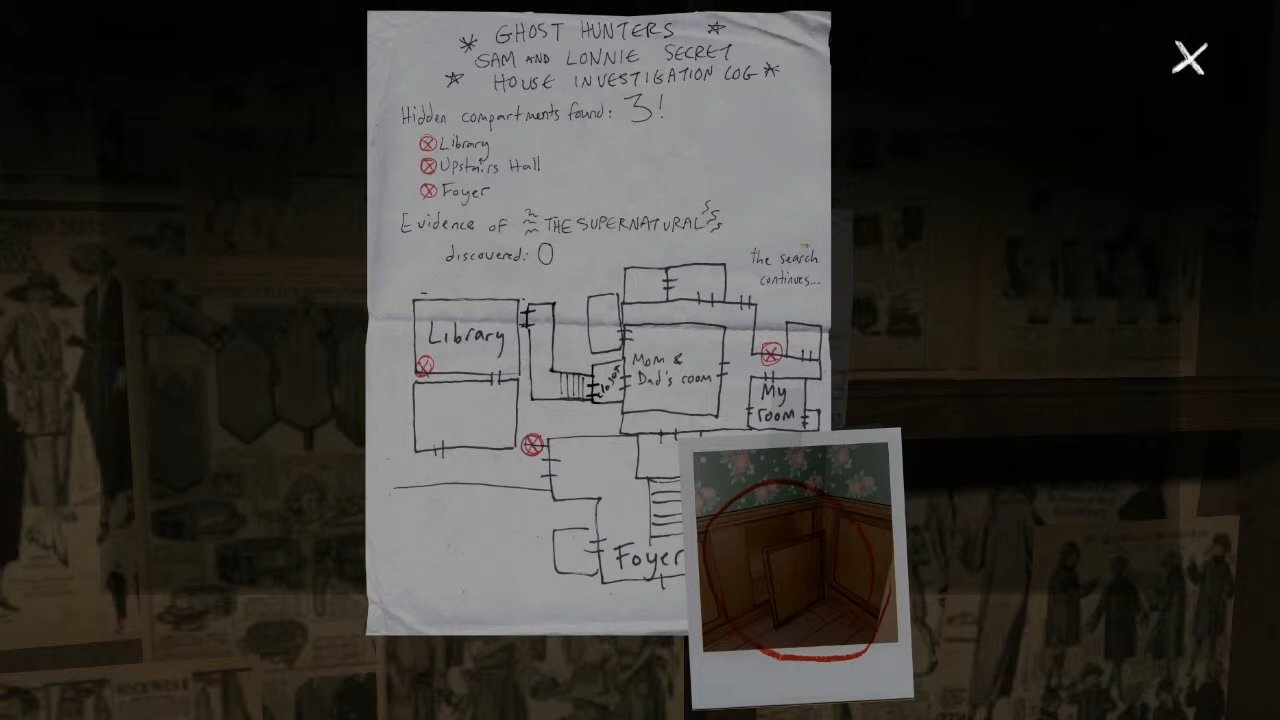 GHOST HUNTERS
SAM AND LONNIE SECRET
HOUSE INVESTIGATION LOG
Hidden compartments found: 3!
Library
Upstairs Hall
Foyer
Evidence of THE SUPERNATURAL
discovered: 0
the search
continues...
Library
Mom &
Dad's room
closet
My
room
Foyer